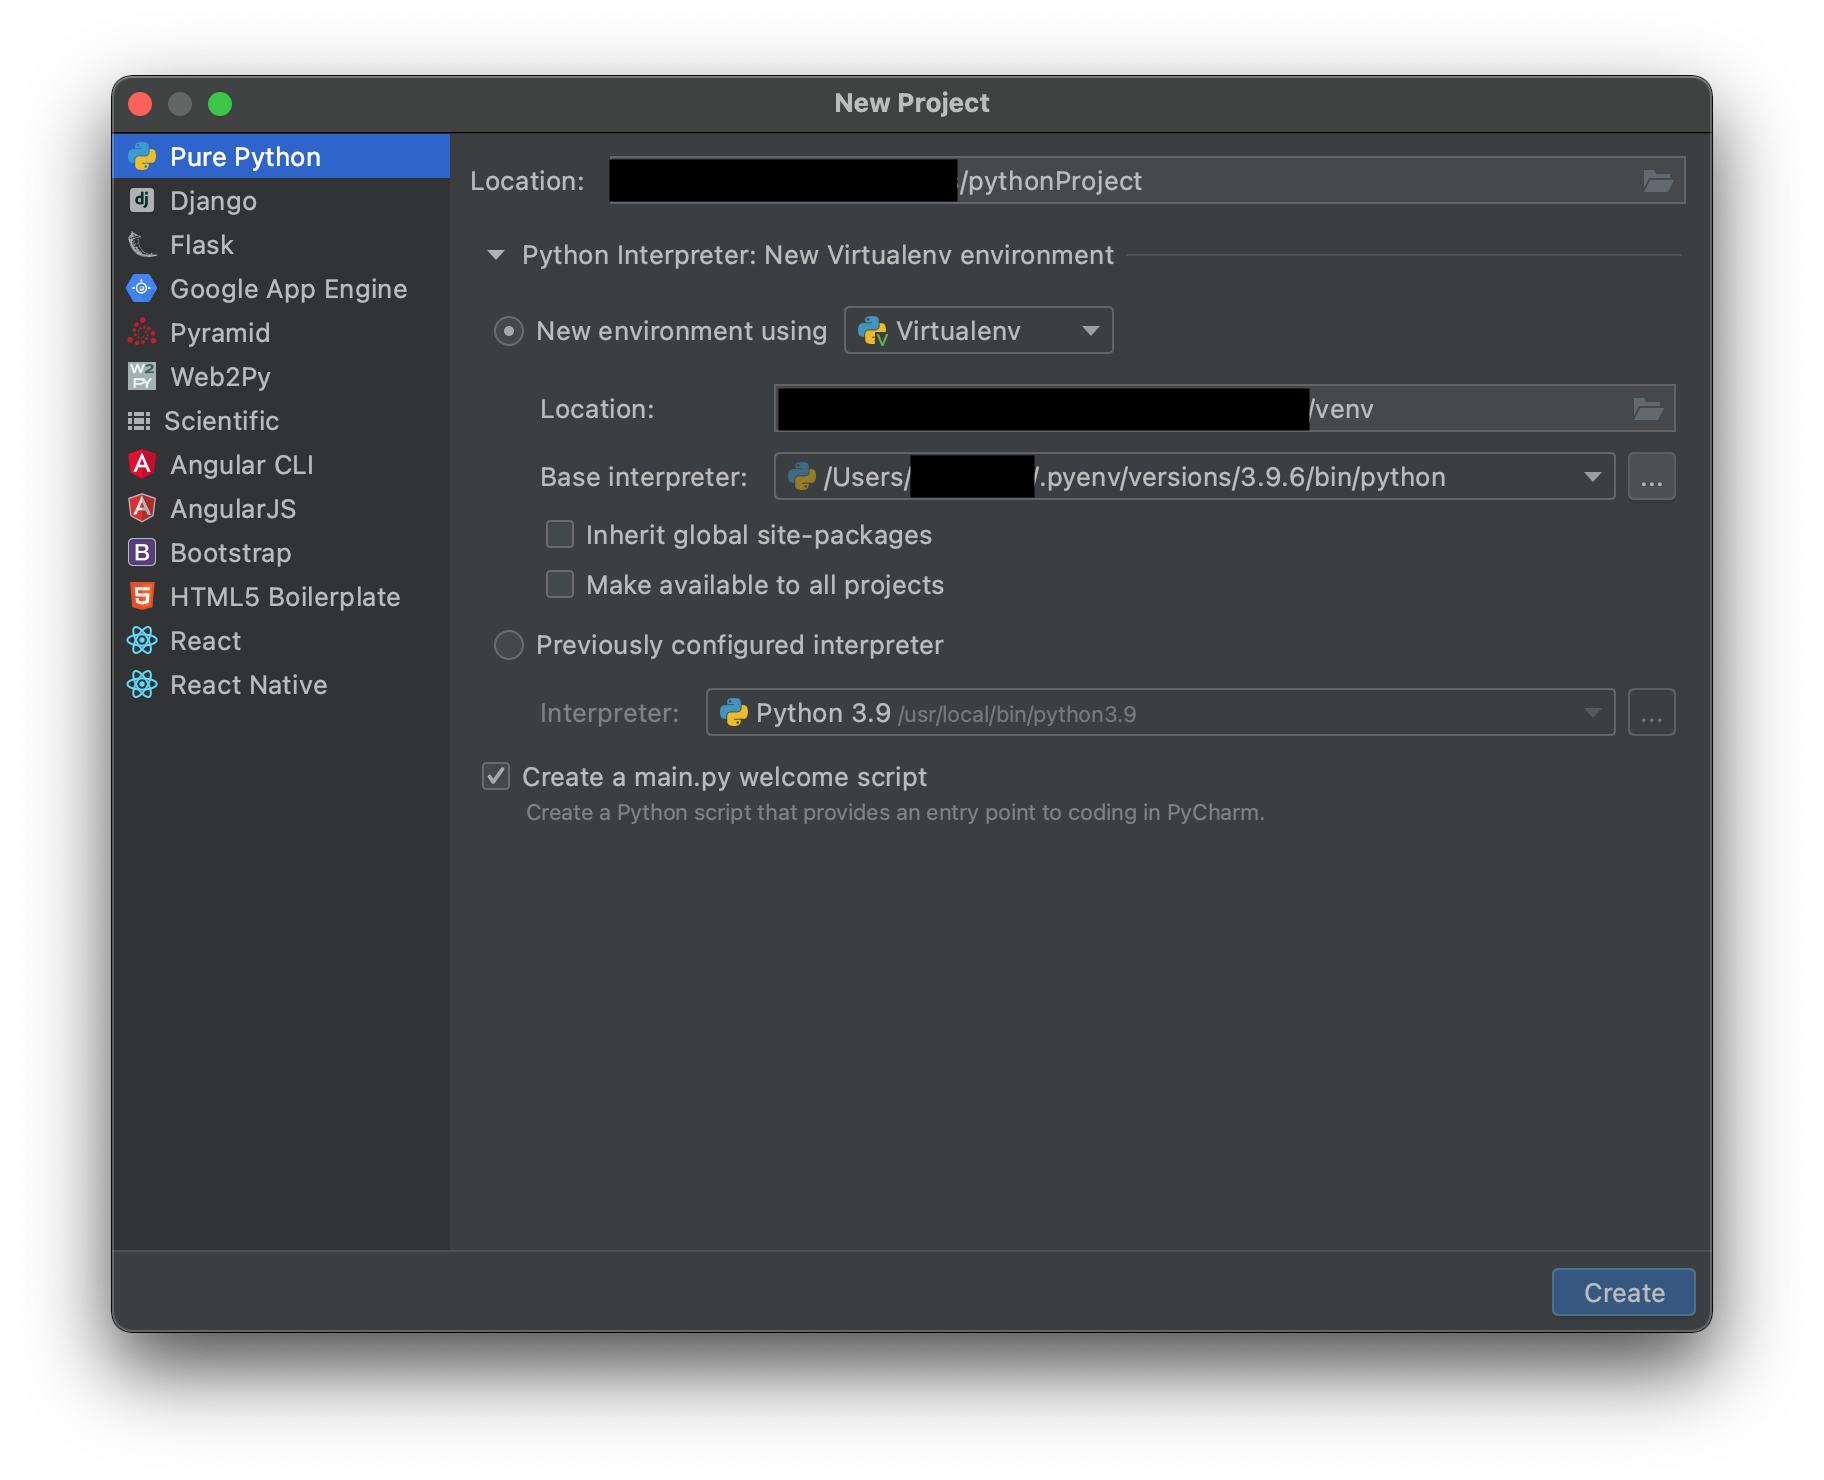 New Project
Pure Python
Django
Flask
Google App Engine
Pyramid
Web2Py
Scientific
Angular CLI
AngularJS
Bootstrap
HTML5 Boilerplate
React
React Native
Location: /pythonProject
Python Interpreter: New Virtualenv environment
New environment using Virtualenv
Location: /venv
Base interpreter: /Users/ /.pyenv/versions/3.9.6/bin/python ...
Inherit global site-packages
Make available to all projects
Previously configured interpreter
Interpreter: Python 3.9 /usr/local/bin/python3.9 ...
Create a main.py welcome script
Create a Python script that provides an entry point to coding in PyCharm.
Create